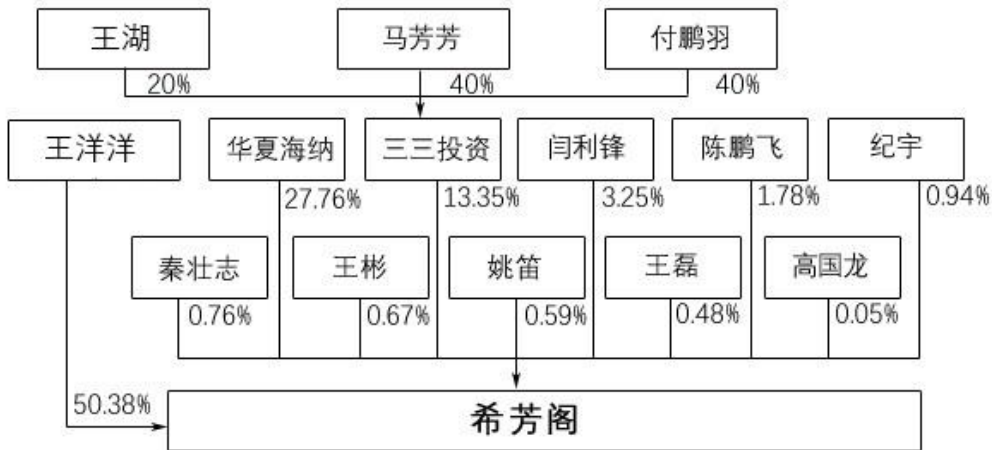 王湖
马芳芳
付鹏羽
20%
40%
40%
王洋洋
华夏海纳
三三投资
闫利锋
陈鹏飞
纪宇
27.76%
13.35%
3.25%
1.78%
0.94%
秦壮志
王彬
姚笛
王磊
高国龙
0.76%
0.67%
0.59%
0.48%
0.05%
50.38%
希芳阁